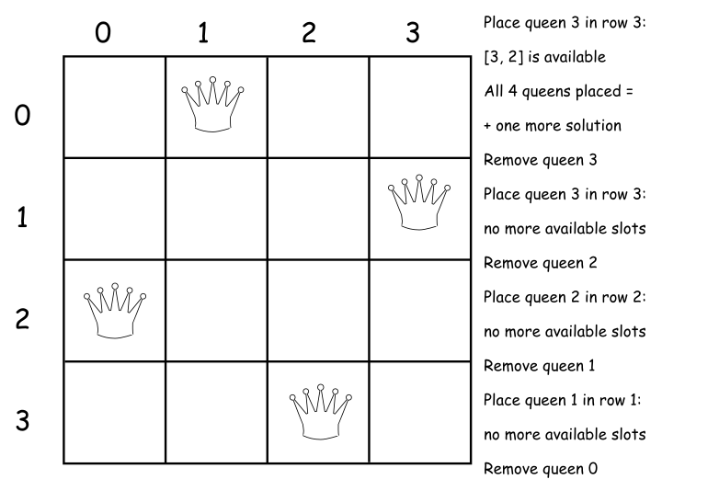 0 1 2 3
0
1
2
3
Place queen 3 in row 3:
[3, 2] is available
All 4 queens placed =
+ one more solution
Remove queen 3
Place queen 3 in row 3:
no more available slots
Remove queen 2
Place queen 2 in row 2:
no more available slots
Remove queen 1
Place queen 1 in row 1:
no more available slots
Remove queen 0